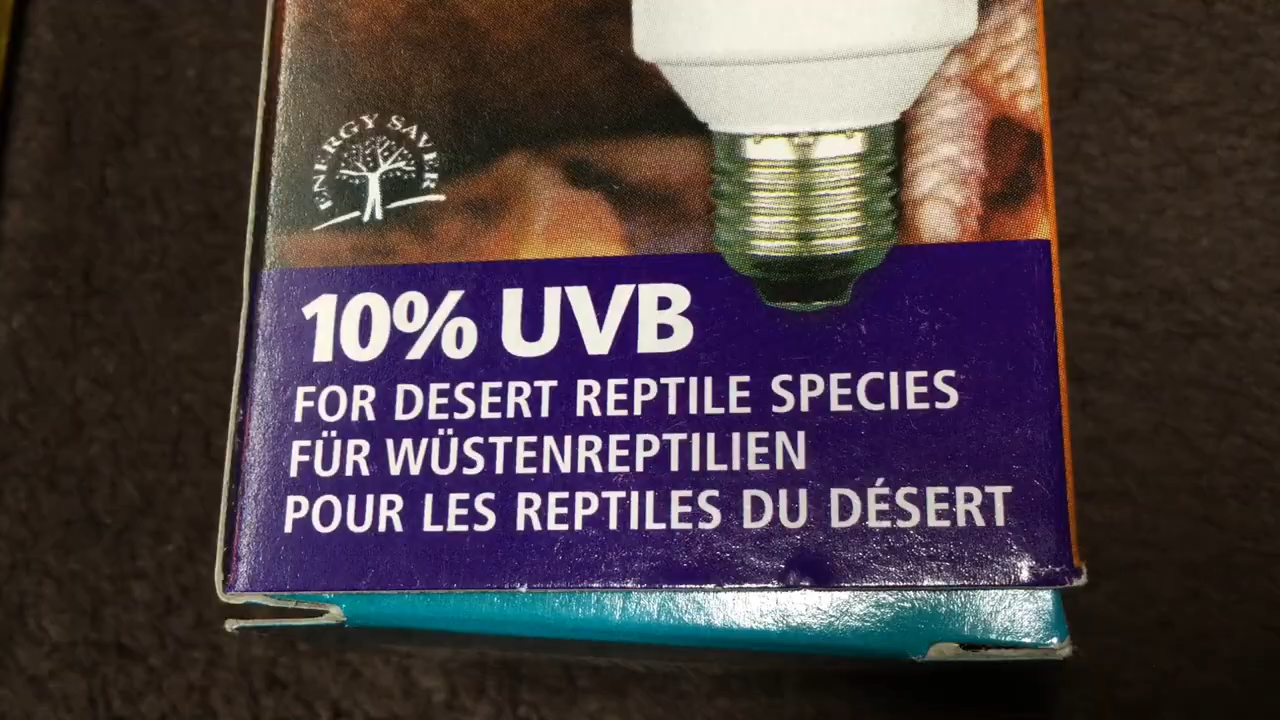 ENERGY SAVER
10% UVB
FOR DESERT REPTILE SPECIES
FÜR WÜSTENREPTILIEN
POUR LES REPTILES DU DÉSERT